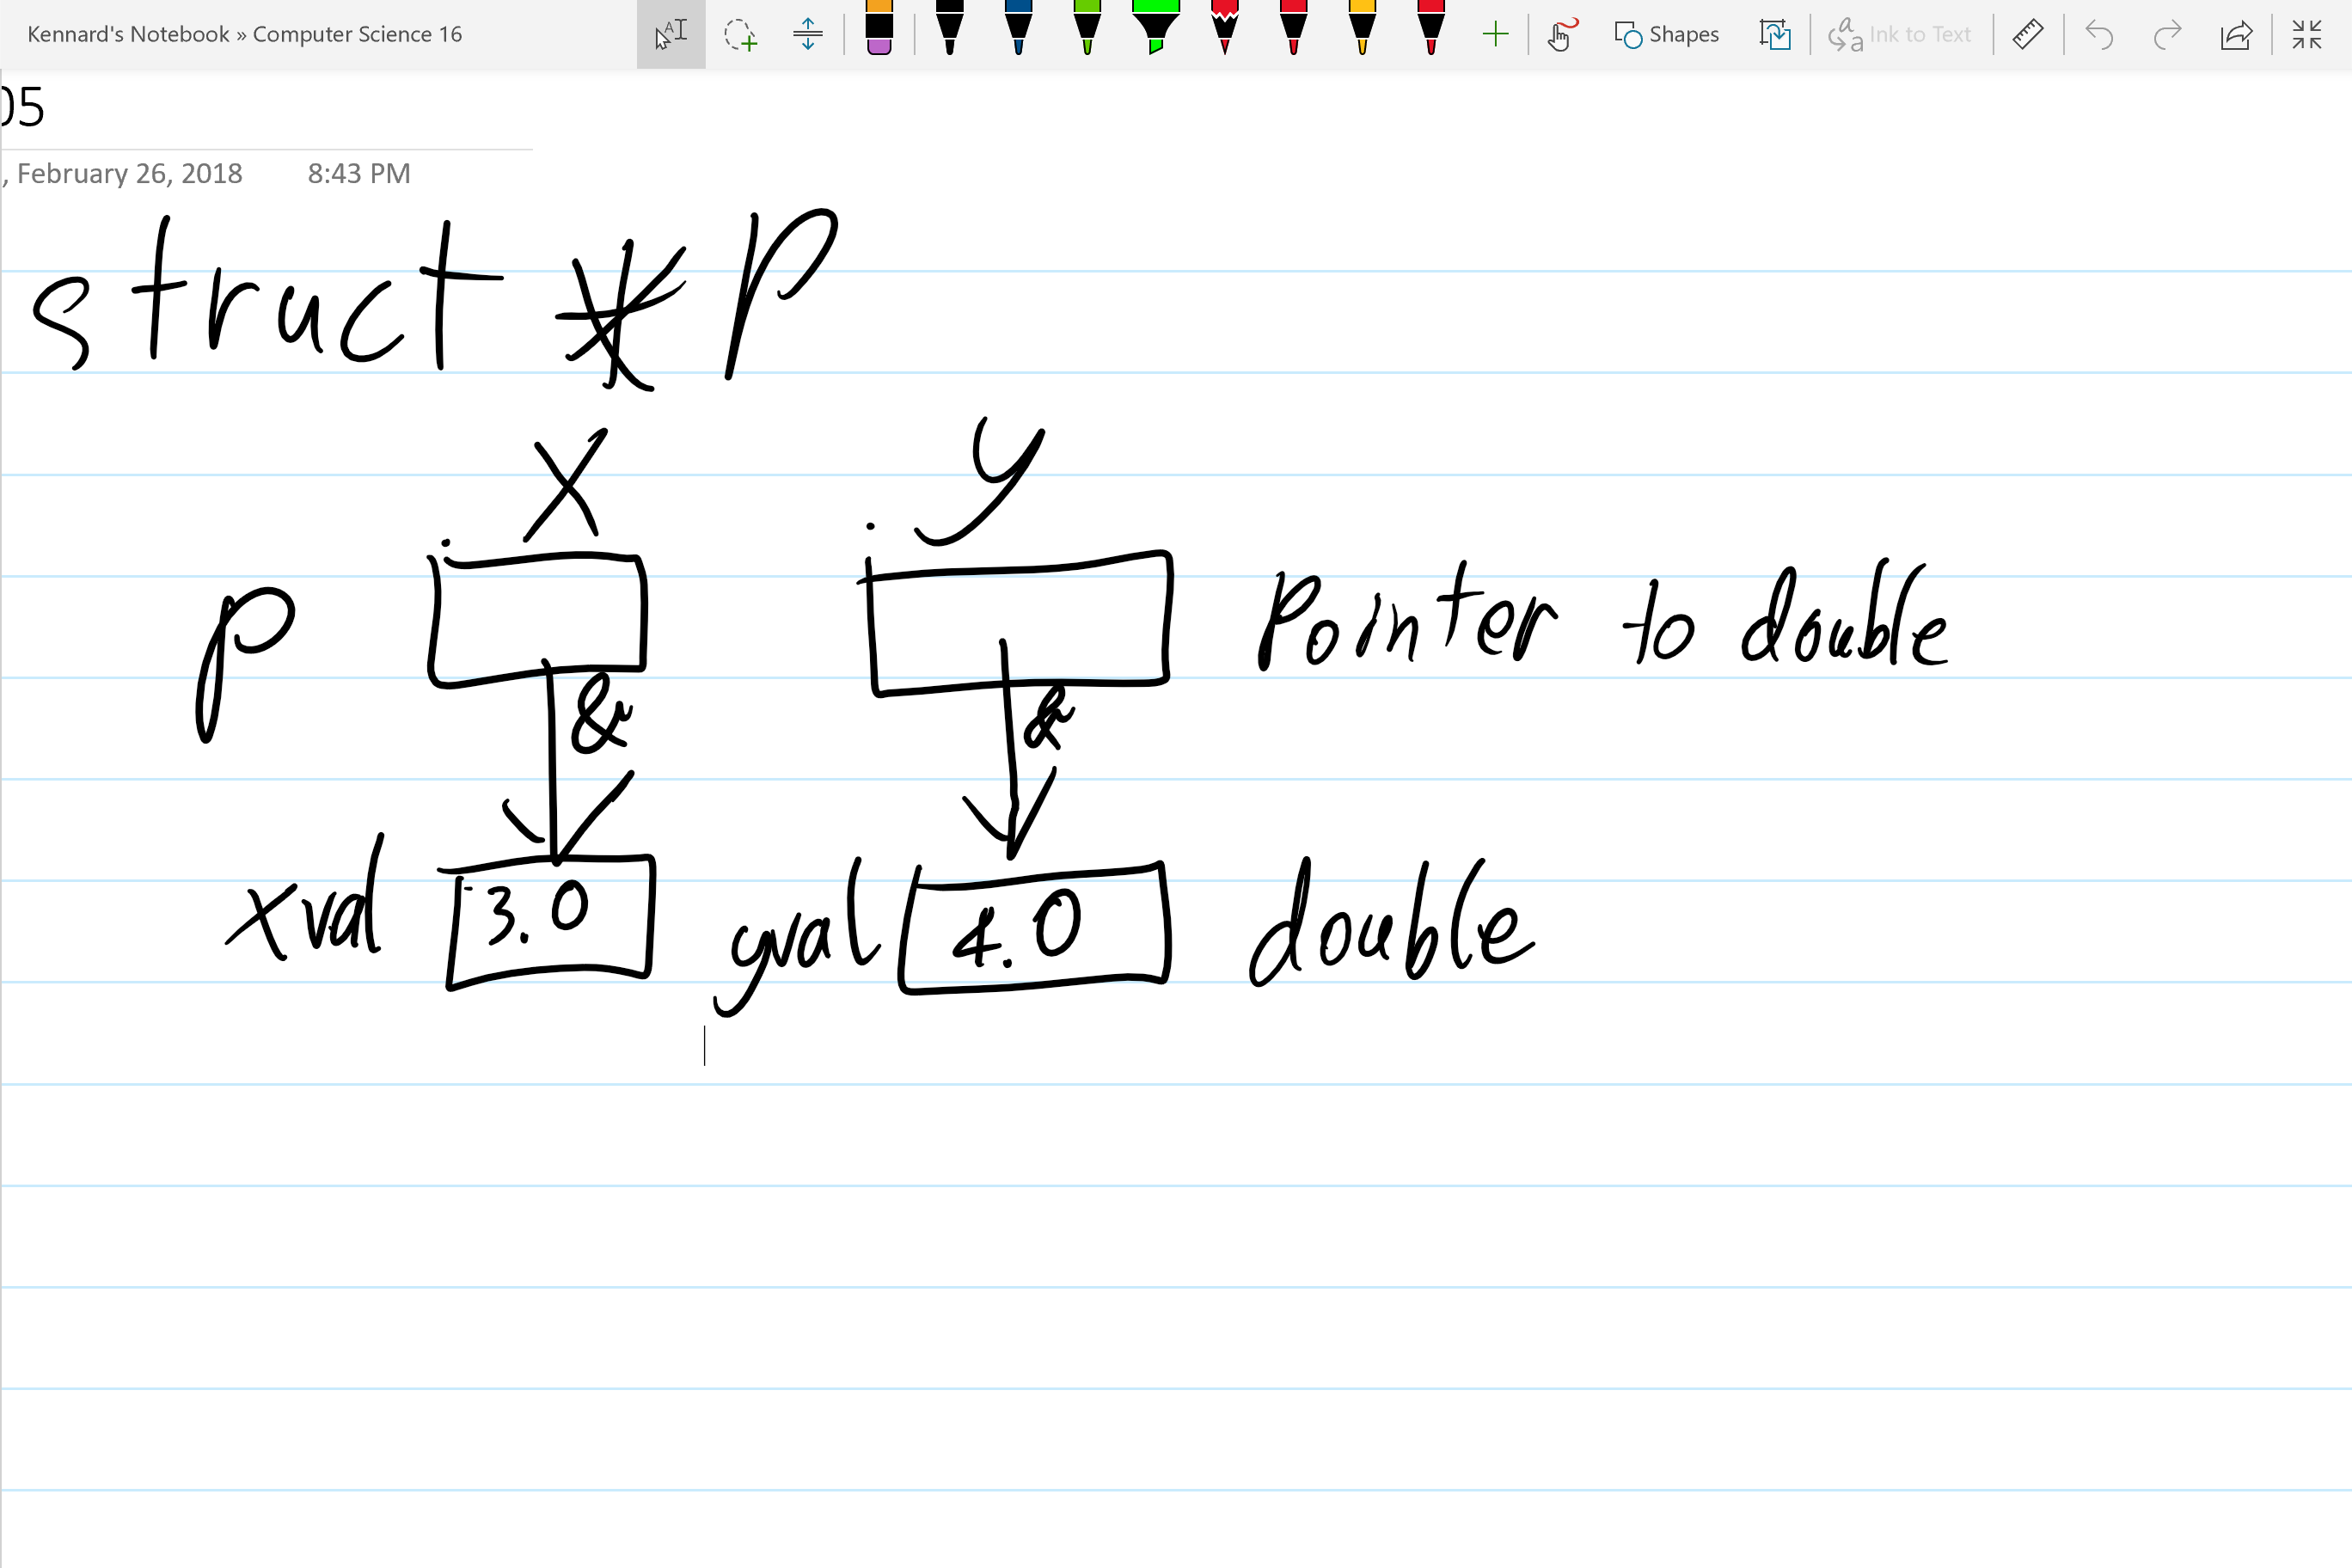 Kennard's Notebook » Computer Science 16
Shapes
Ink to Text
05
, February 26, 2018 8:43 PM
struct * P
x y
p Pointer to double
& &
xval 3.0 yval 4.0 double